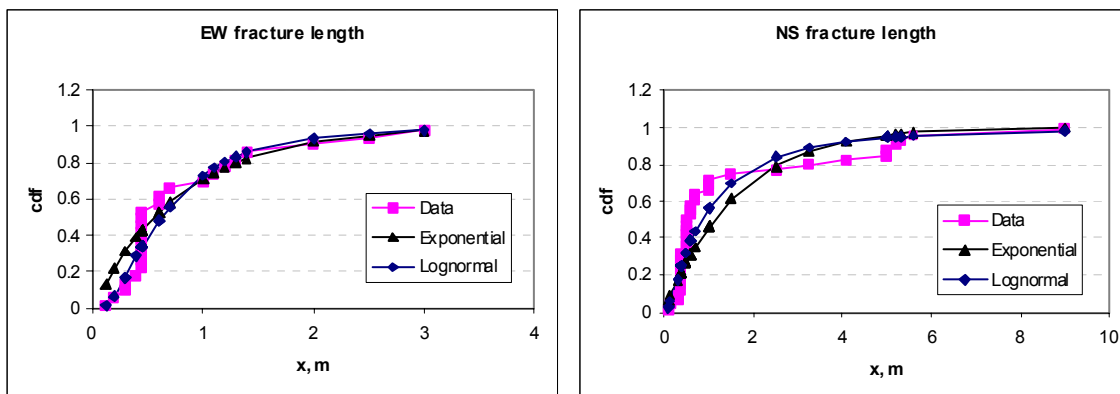 EW fracture length
1.2
1
0.8
0.6
0.4
0.2
0
cdf
Data
Exponential
Lognormal
0 1 2 3 4
x, m
NS fracture length
1.2
1
0.8
0.6
0.4
0.2
0
cdf
Data
Exponential
Lognormal
0 2 4 6 8 10
x, m